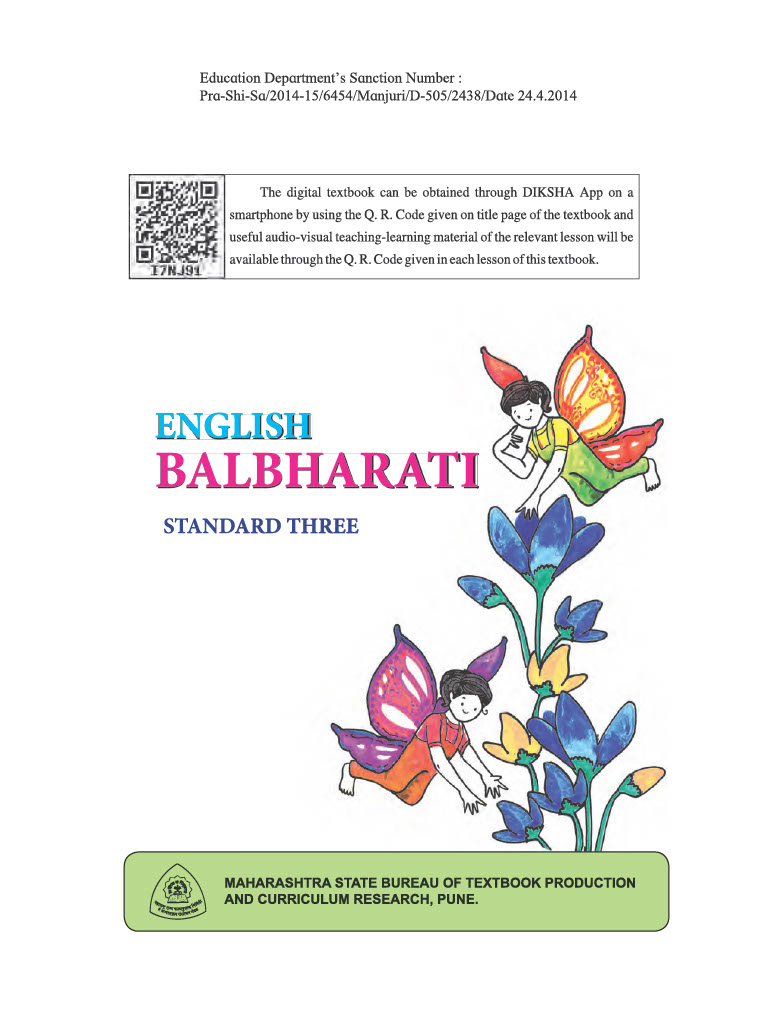 Education Department’s Sanction Number :
Pra-Shi-Sa/2014-15/6454/Manjuri/D-505/2438/Date 24.4.2014
The digital textbook can be obtained through DIKSHA App on a
smartphone by using the Q. R. Code given on title page of the textbook and
useful audio-visual teaching-learning material of the relevant lesson will be
available through the Q. R. Code given in each lesson of this textbook.
I7NJ91
ENGLISH
BALBHARATI
STANDARD THREE
MAHARASHTRA STATE BUREAU OF TEXTBOOK PRODUCTION
AND CURRICULUM RESEARCH, PUNE.